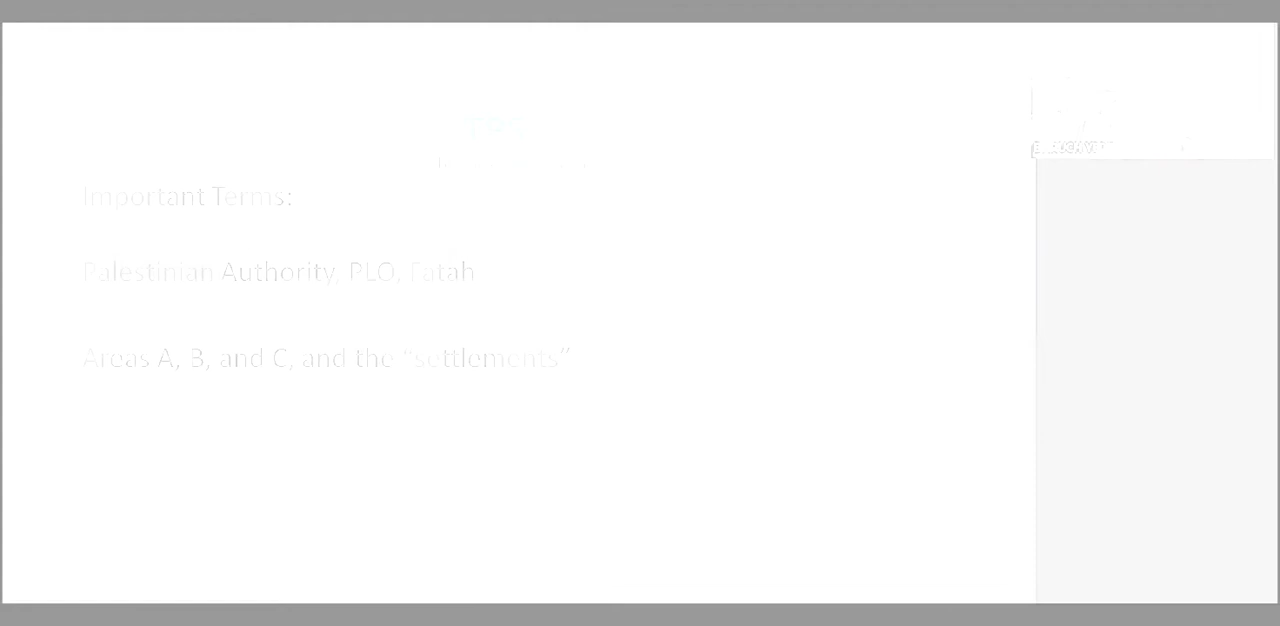 Important Terms:
Palestinian Authority, PLO, Fatah
Areas A, B, and C, and the “settlements”